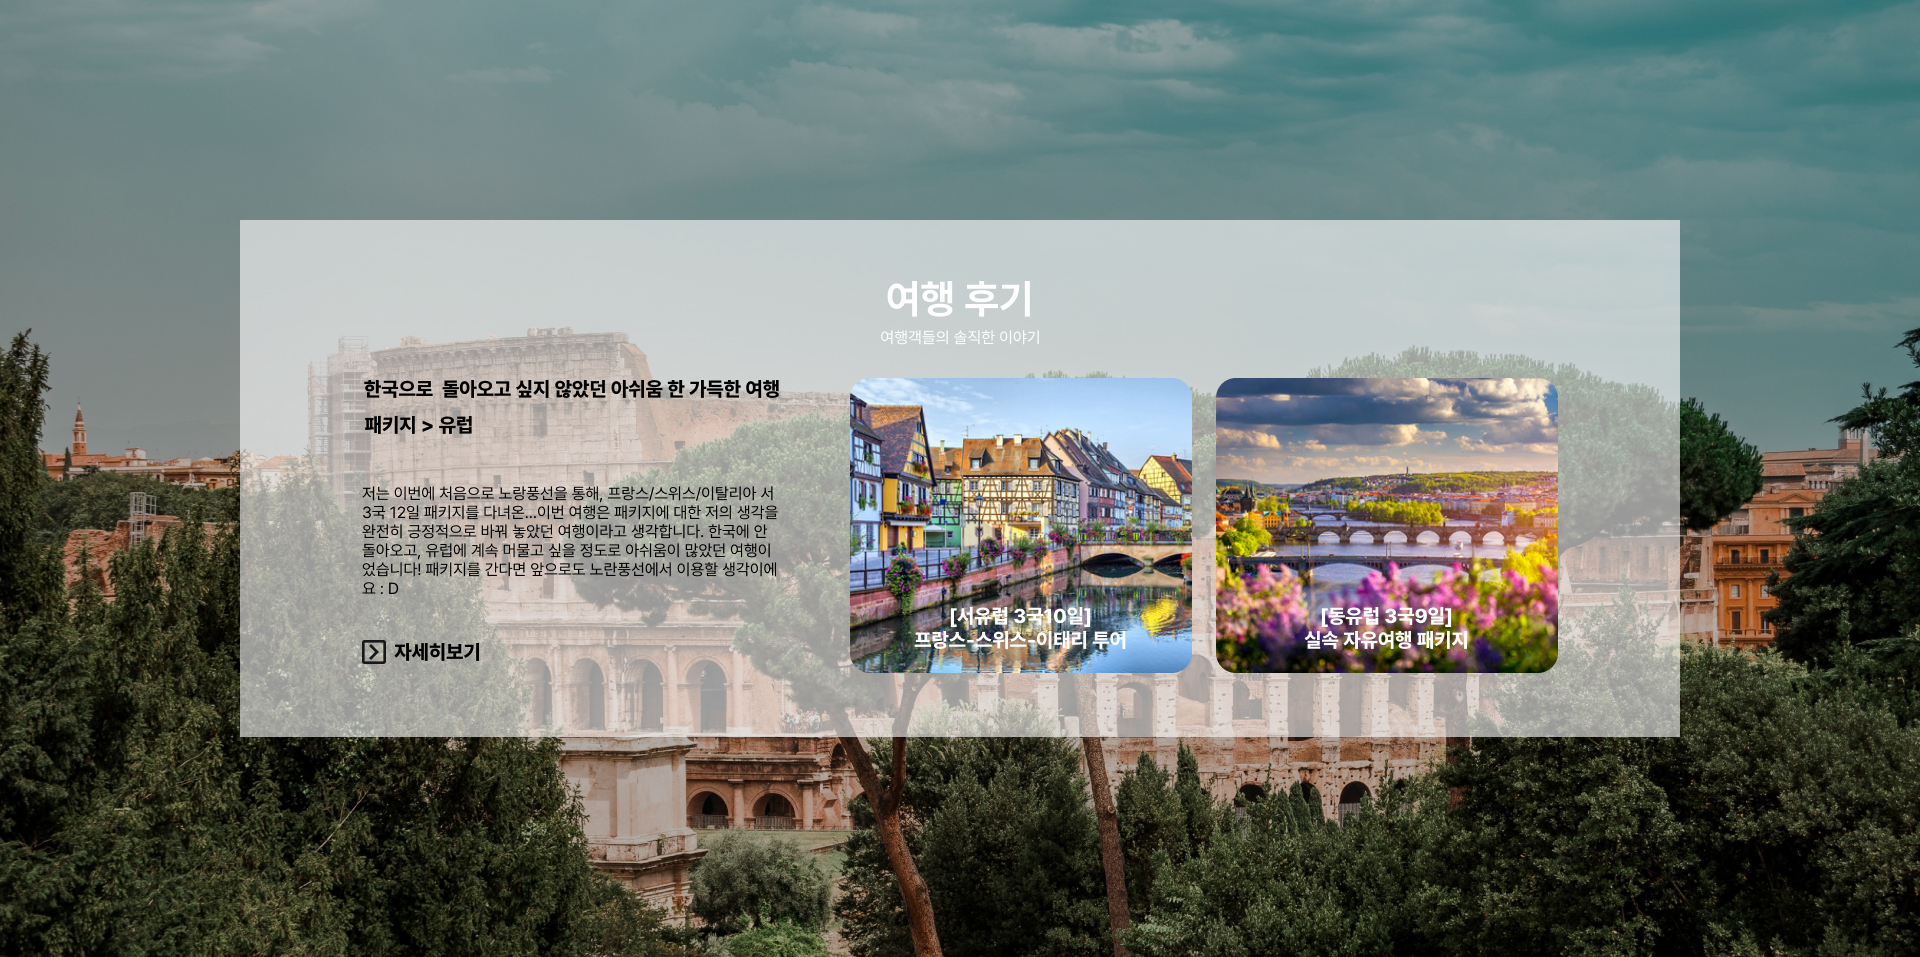 여행 후기
여행객들의 솔직한 이야기
한국으로 돌아오고 싶지 않았던 아쉬움 한 가득한 여행
패키지 > 유럽
저는 이번에 처음으로 노랑풍선을 통해, 프랑스/스위스/이탈리아 서
3국 12일 패키지를 다녀온...이번 여행은 패키지에 대한 저의 생각을
완전히 긍정적으로 바꿔 놓았던 여행이라고 생각합니다. 한국에 안
돌아오고, 유럽에 계속 머물고 싶을 정도로 아쉬움이 많았던 여행이
었습니다! 패키지를 간다면 앞으로도 노란풍선에서 이용할 생각이에
요 : D
자세히보기
[서유럽 3국10일]
프랑스-스위스-이태리 투어
[동유럽 3국9일]
실속 자유여행 패키지